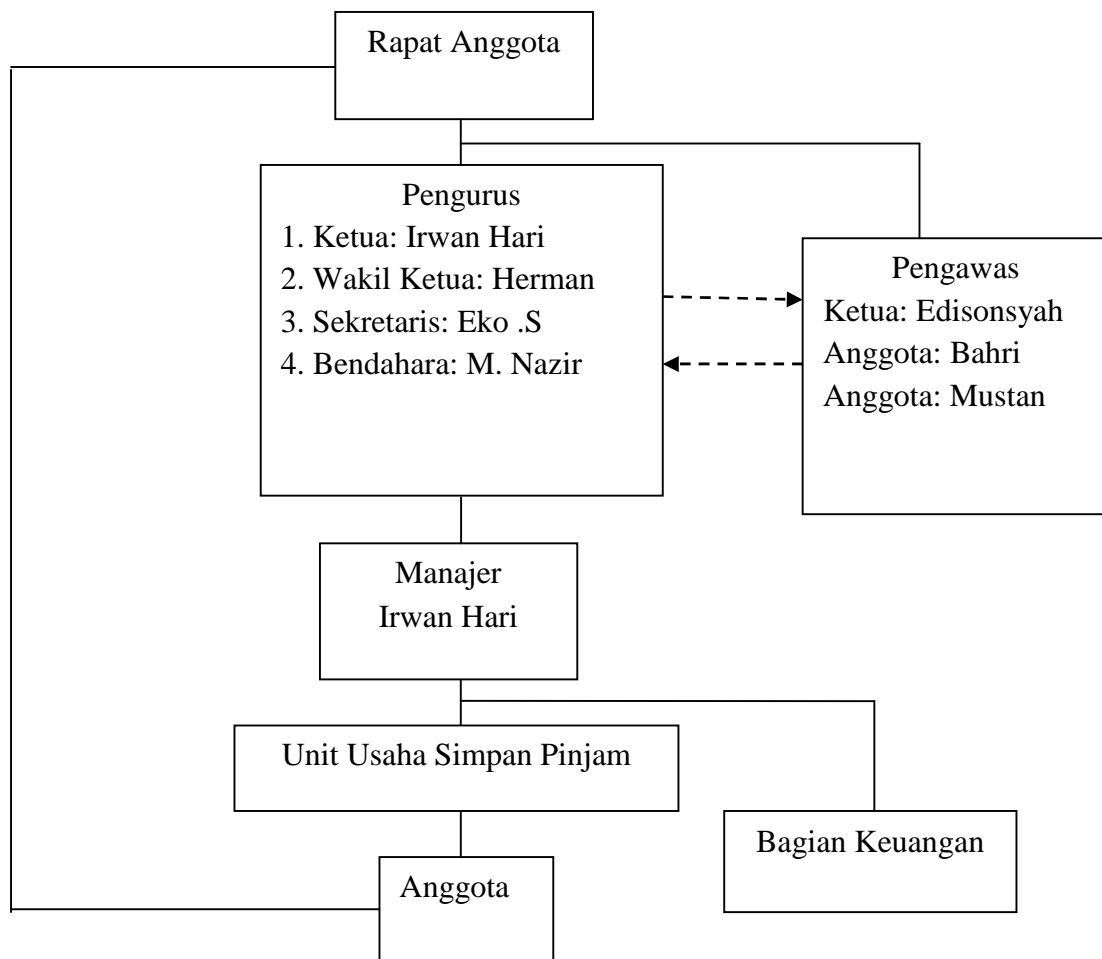 Rapat Anggota
Pengurus
1. Ketua: Irwan Hari
2. Wakil Ketua: Herman
3. Sekretaris: Eko .S
4. Bendahara: M. Nazir
Pengawas
Ketua: Edisonsyah
Anggota: Bahri
Anggota: Mustan
Manajer
Irwan Hari
Unit Usaha Simpan Pinjam
Bagian Keuangan
Anggota